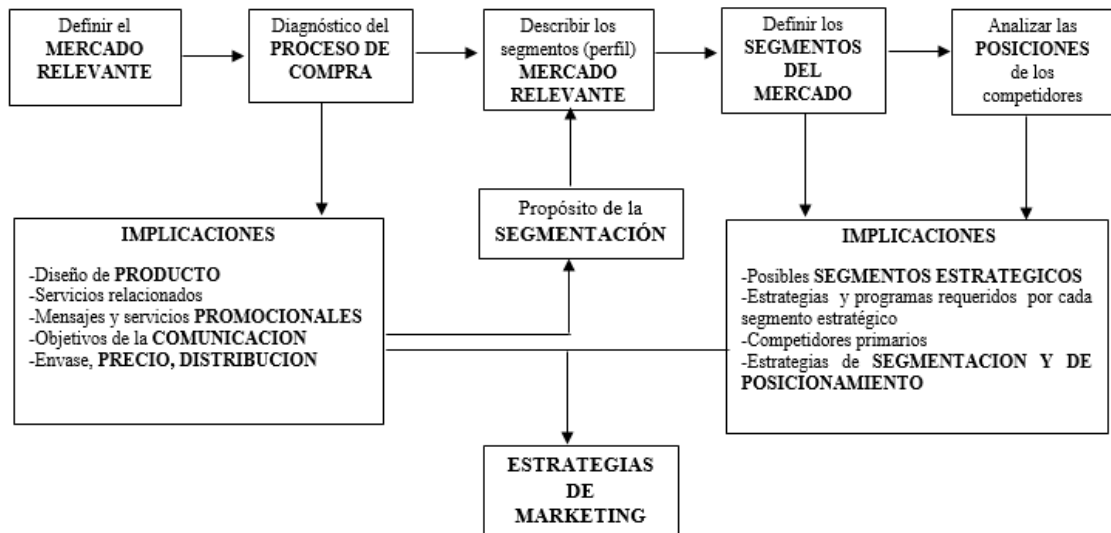 Definir el
MERCADO
RELEVANTE
Diagnóstico del
PROCESO DE
COMPRA
Describir los
segmentos (perfil)
MERCADO
RELEVANTE
Definir los
SEGMENTOS
DEL
MERCADO
Analizar las
POSICIONES
de los
competidores
Propósito de la
SEGMENTACIÓN
IMPLICACIONES
-Diseño de PRODUCTO
-Servicios relacionados
-Mensajes y servicios PROMOCIONALES
-Objetivos de la COMUNICACION
-Envase, PRECIO, DISTRIBUCION
IMPLICACIONES
-Posibles SEGMENTOS ESTRATEGICOS
-Estrategias y programas requeridos por cada
segmento estratégico
-Competidores primarios
-Estrategias de SEGMENTACION Y DE
POSICIONAMIENTO
ESTRATEGIAS
DE
MARKETING